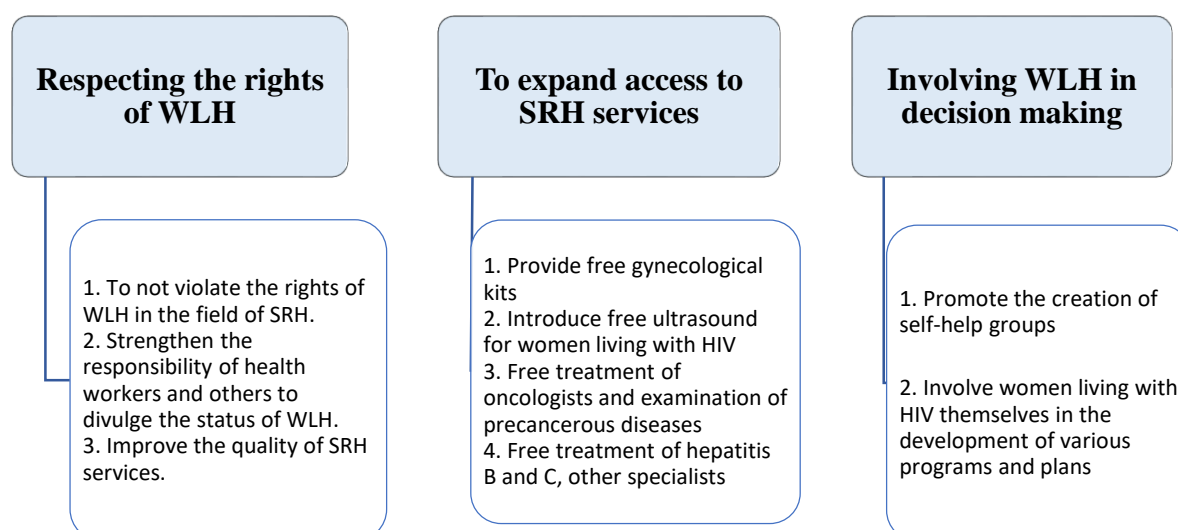 Respecting the rights
of WLH
1. To not violate the rights of
WLH in the field of SRH.
2. Strengthen the
responsibility of health
workers and others to
divulge the status of WLH.
3. Improve the quality of SRH
services.
To expand access to
SRH services
1. Provide free gynecological
kits
2. Introduce free ultrasound
for women living with HIV
3. Free treatment of
oncologists and examination of
precancerous diseases
4. Free treatment of hepatitis
B and C, other specialists
Involving WLH in
decision making
1. Promote the creation of
self-help groups
2. Involve women living with
HIV themselves in the
development of various
programs and plans